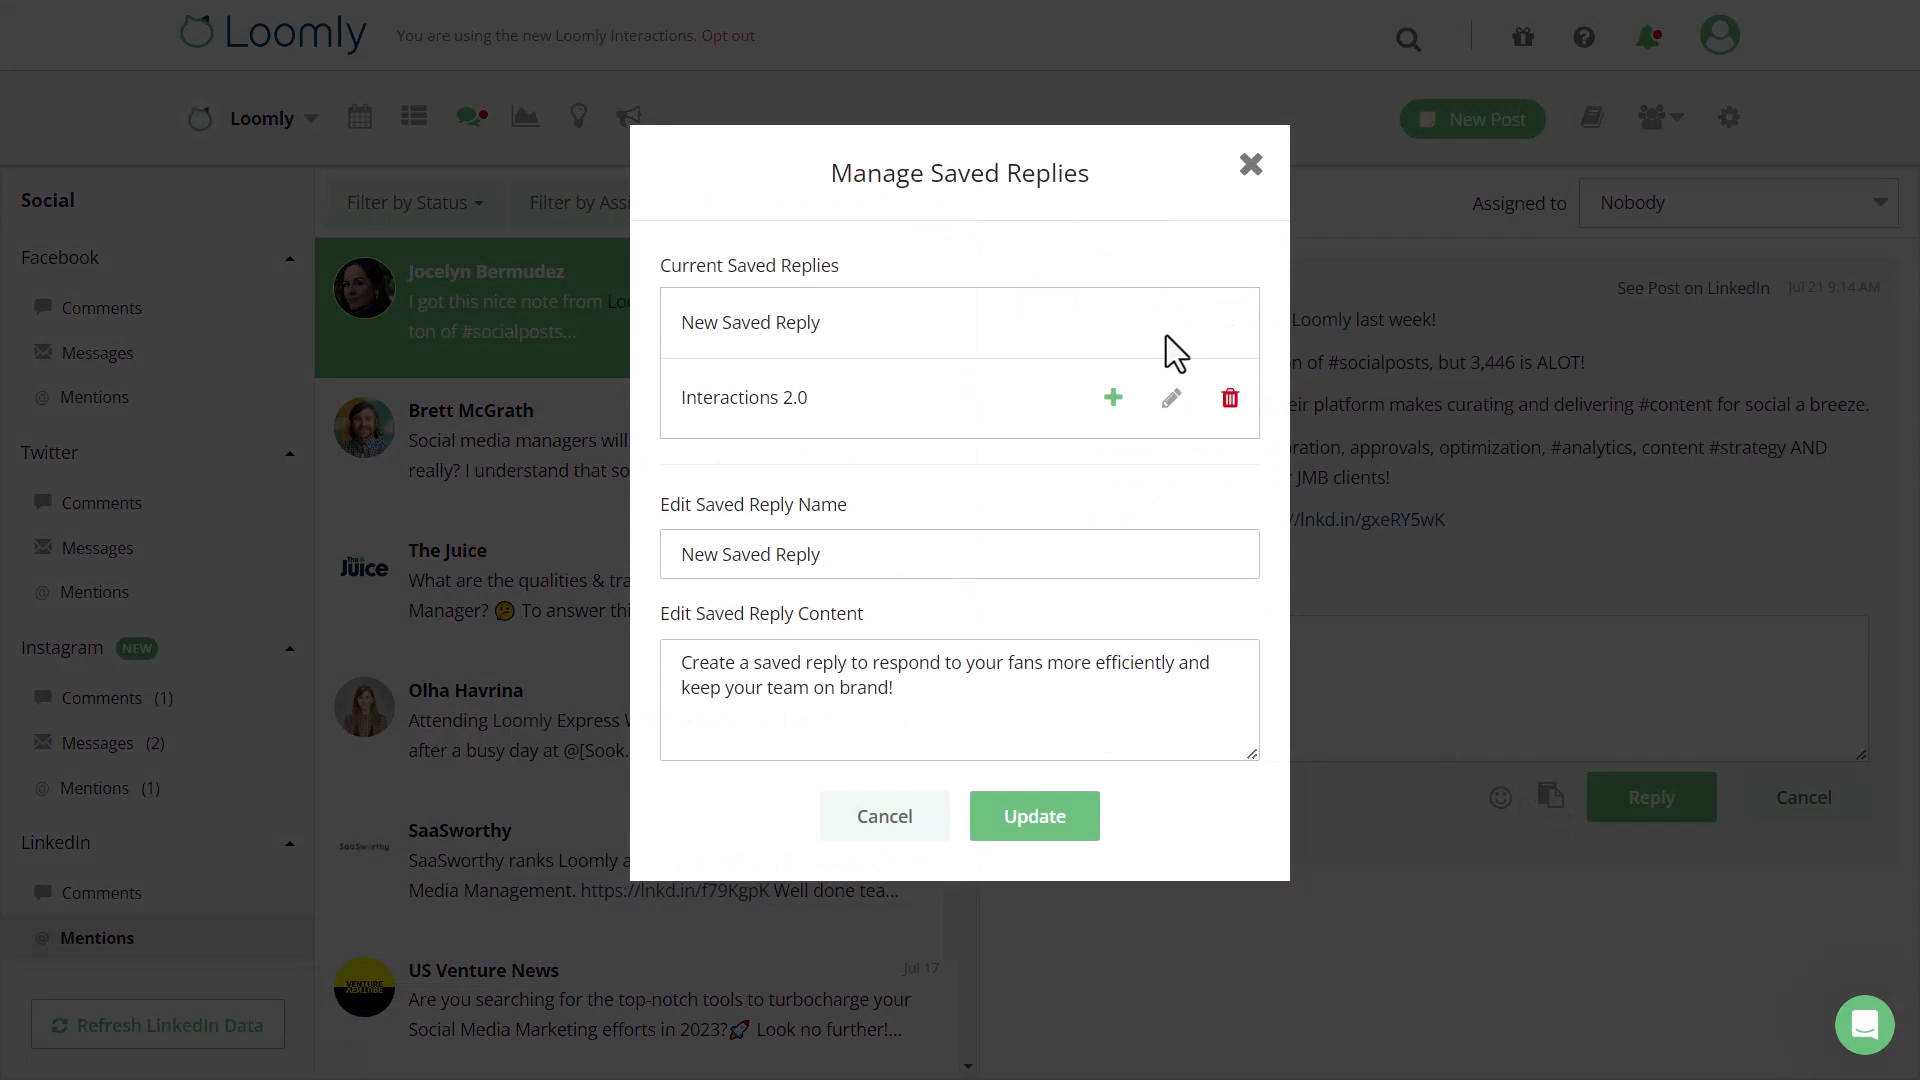 Loomly
You are using the new Loomly Interactions. Opt out
Loomly
New Post
Social
Facebook
Comments
Messages
@ Mentions
Twitter
Comments
Messages
@ Mentions
Instagram NEW
Comments (1)
Messages (2)
@ Mentions (1)
LinkedIn
Comments
@ Mentions
Refresh LinkedIn Data
Filter by Status
Filter by Assi
Jocelyn Bermudez
I got this nice note from Loo
ton of #socialposts...
Brett McGrath
Social media managers will
really? I understand that so
The Juice
The Juice
What are the qualities & tra
Manager? 🤔 To answer thi
Olha Havrina
Attending Loomly Express W
after a busy day at @[Sook.
SaaSworthy
SaaSworthy
SaaSworthy ranks Loomly a
Media Management. https://lnkd.in/f79KgpK Well done tea...
VENTURE
US Venture News
Jul 17
Are you searching for the top-notch tools to turbocharge your
Social Media Marketing efforts in 2023?🚀 Look no further!...
Manage Saved Replies
Current Saved Replies
New Saved Reply
Interactions 2.0
Edit Saved Reply Name
New Saved Reply
Edit Saved Reply Content
Create a saved reply to respond to your fans more efficiently and
keep your team on brand!
Cancel
Update
Assigned to
Nobody
See Post on LinkedIn
Jul 21 9:14 AM
Loomly last week!
n of #socialposts, but 3,446 is ALOT!
eir platform makes curating and delivering #content for social a breeze.
oration, approvals, optimization, #analytics, content #strategy AND
JMB clients!
//lnkd.in/gxeRY5wK
Reply
Cancel